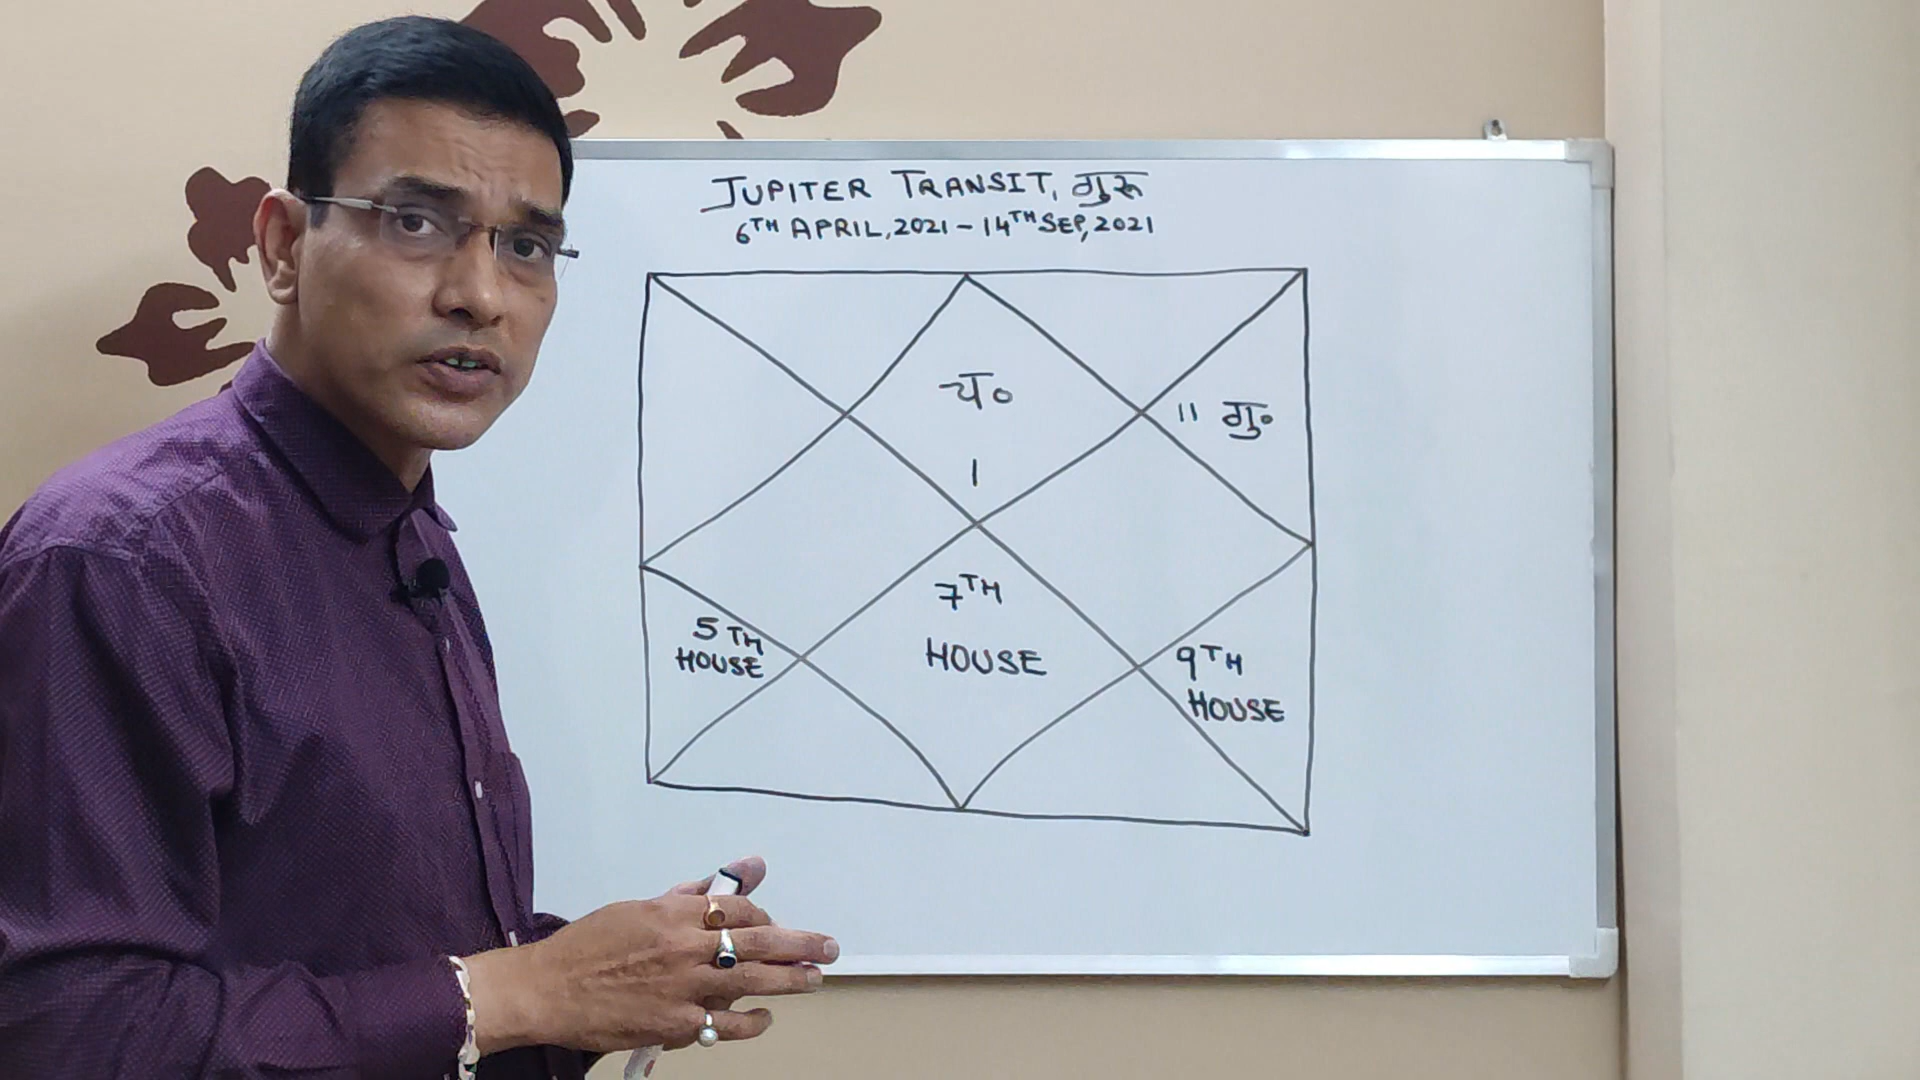 JUPITER TRANSIT, गुरू
6TH APRIL, 2021 - 14TH SEP, 2021
च०
11 गु०
1
7TH
HOUSE
5TH
HOUSE
9TH
HOUSE